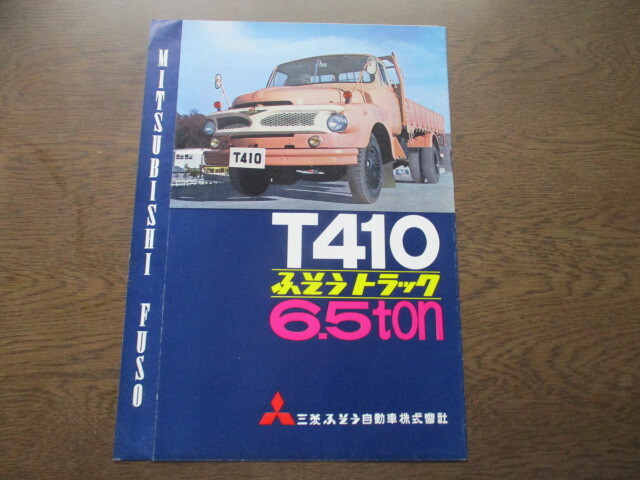 MITSUBISHI FUSO
T410
T410
ふそうトラック
6.5ton
三菱ふそう自動車株式會社